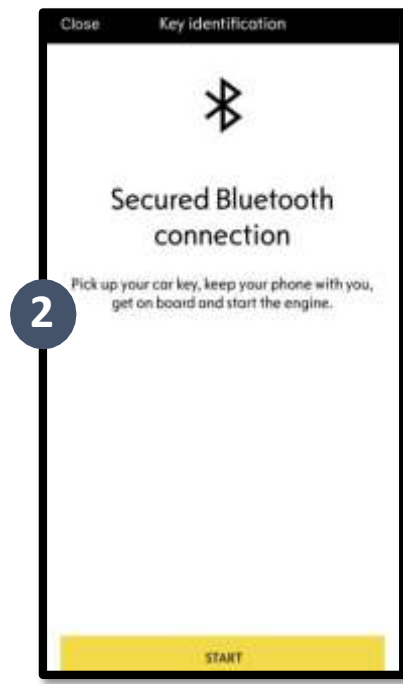 Close Key identification
Secured Bluetooth
connection
Pick up your car key, keep your phone with you,
get on board and start the engine.
2
START